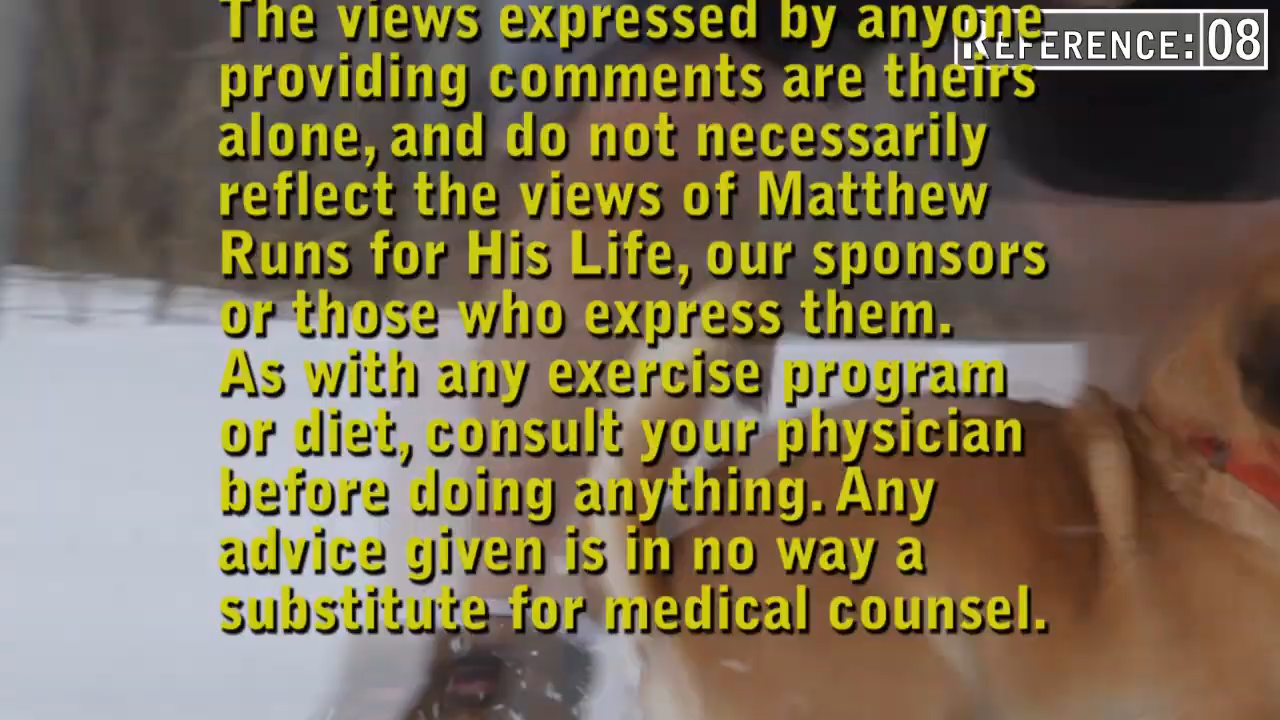 The views expressed by anyone
REFERENCE: 08
providing comments are theirs
alone, and do not necessarily
reflect the views of Matthew
Runs for His Life, our sponsors
or those who express them.
As with any exercise program
or diet, consult your physician
before doing anything. Any
advice given is in no way a
substitute for medical counsel.